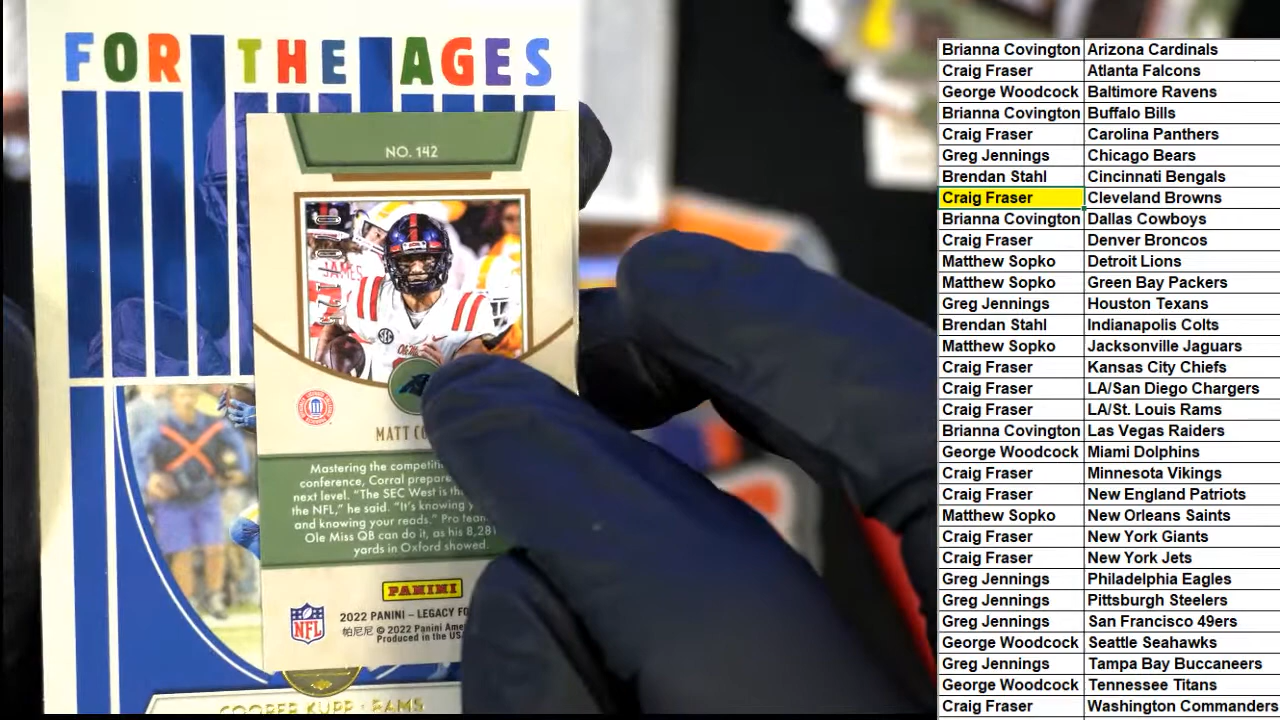 FOR THE AGES
NO. 142
JAMES
SEC
MATT
Mastering the
conference, Corral
next level. "The SEC West is
the NFL," he said. "It's knowing
and knowing your reads." Pro
Ole Miss QB can do it, as his
yards in Oxford showed.
PANINI
NFL
2022 PANINI – LEGACY
帕尼尼 © 2022 Panini
Produced in the
COOPER KUPP · RAMS
Brianna Covington Arizona Cardinals
Craig Fraser Atlanta Falcons
George Woodcock Baltimore Ravens
Brianna Covington Buffalo Bills
Craig Fraser Carolina Panthers
Greg Jennings Chicago Bears
Brendan Stahl Cincinnati Bengals
Craig Fraser Cleveland Browns
Brianna Covington Dallas Cowboys
Craig Fraser Denver Broncos
Matthew Sopko Detroit Lions
Matthew Sopko Green Bay Packers
Greg Jennings Houston Texans
Brendan Stahl Indianapolis Colts
Matthew Sopko Jacksonville Jaguars
Craig Fraser Kansas City Chiefs
Craig Fraser LA/San Diego Chargers
Craig Fraser LA/St. Louis Rams
Brianna Covington Las Vegas Raiders
George Woodcock Miami Dolphins
Craig Fraser Minnesota Vikings
Craig Fraser New England Patriots
Matthew Sopko New Orleans Saints
Craig Fraser New York Giants
Craig Fraser New York Jets
Greg Jennings Philadelphia Eagles
Greg Jennings Pittsburgh Steelers
Greg Jennings San Francisco 49ers
George Woodcock Seattle Seahawks
Greg Jennings Tampa Bay Buccaneers
George Woodcock Tennessee Titans
Craig Fraser Washington Commanders